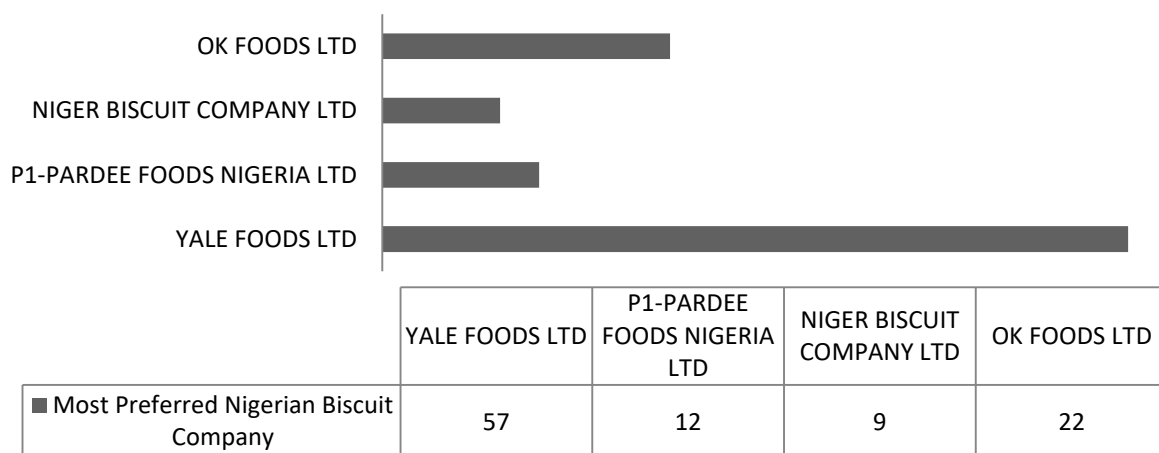 OK FOODS LTD
NIGER BISCUIT COMPANY LTD
P1-PARDEE FOODS NIGERIA LTD
YALE FOODS LTD
YALE FOODS LTD
P1-PARDEE
FOODS NIGERIA
LTD
NIGER BISCUIT
COMPANY LTD
OK FOODS LTD
Most Preferred Nigerian Biscuit
Company
57
12
9
22